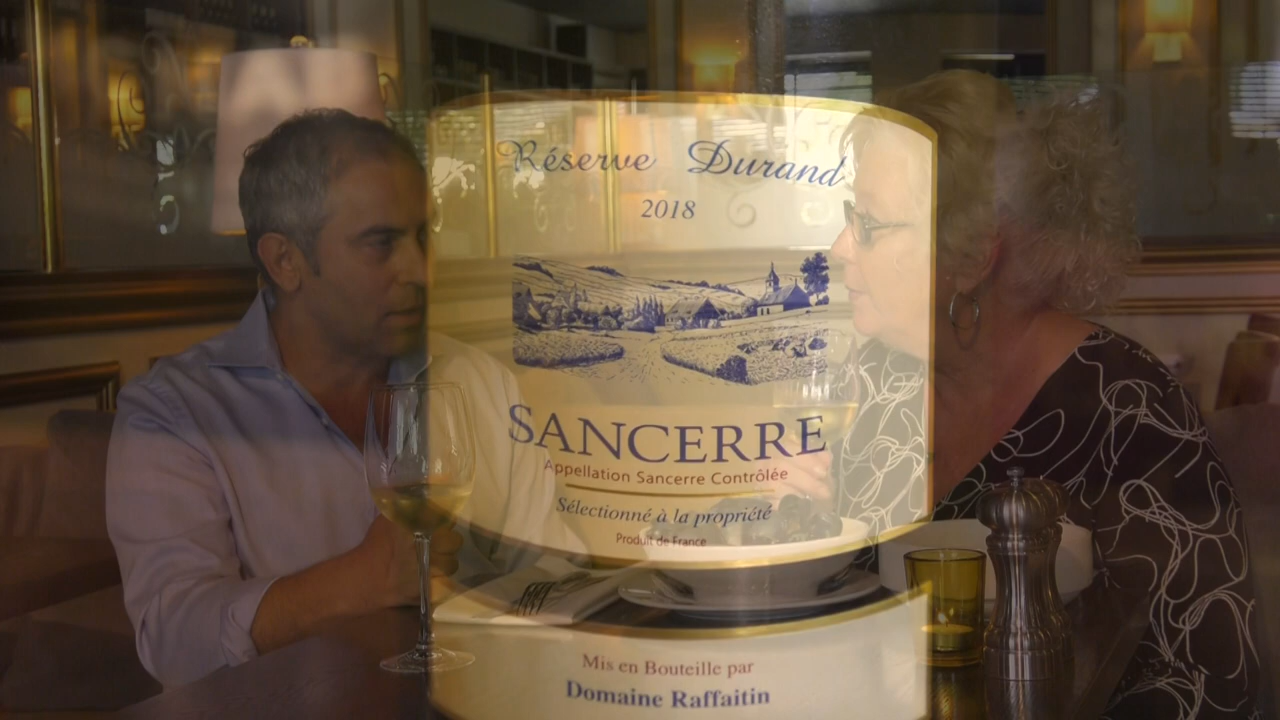 Réserve Durand
2018
SANCERRE
Appellation Sancerre Contrôlée
Sélectionné à la propriété
Produit de France
Mis en Bouteille par
Domaine Raffaitin